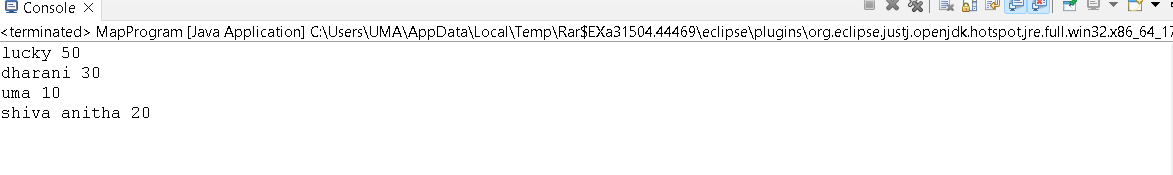 Console
<terminated> MapProgram [Java Application] C:\Users\UMA\AppData\Local\Temp\Rar$EXa31504.44469\eclipse\plugins\org.eclipse.justj.openjdk.hotspot.jre.full.win32.x86_64_17
lucky 50
dharani 30
uma 10
shiva anitha 20